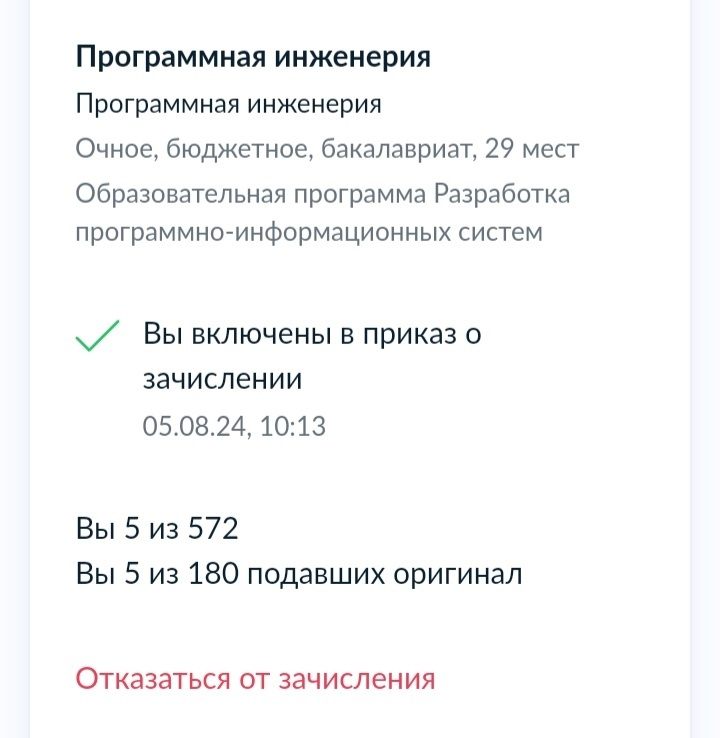 Программная инженерия
Программная инженерия
Очное, бюджетное, бакалавриат, 29 мест
Образовательная программа Разработка
программно-информационных систем
Вы включены в приказ о
зачислении
05.08.24, 10:13
Вы 5 из 572
Вы 5 из 180 подавших оригинал
Отказаться от зачисления